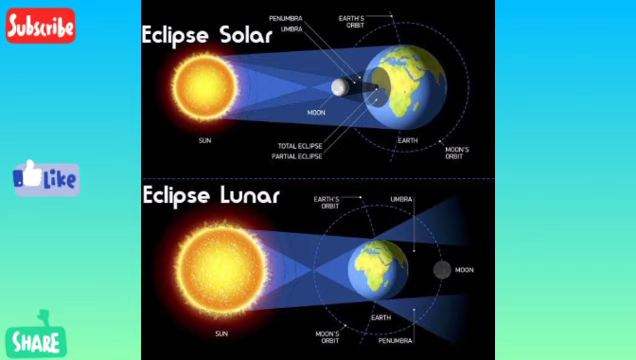 Subscribe
Eclipse Solar
PENUMBRA
UMBRA
EARTH'S
ORBIT
MOON
SUN
TOTAL ECLIPSE
PARTIAL ECLIPSE
EARTH
MOON'S
ORBIT
Like
Eclipse Lunar
EARTH'S
ORBIT
UMBRA
MOON
SUN
EARTH
MOON'S
ORBIT
PENUMBRA
SHARE